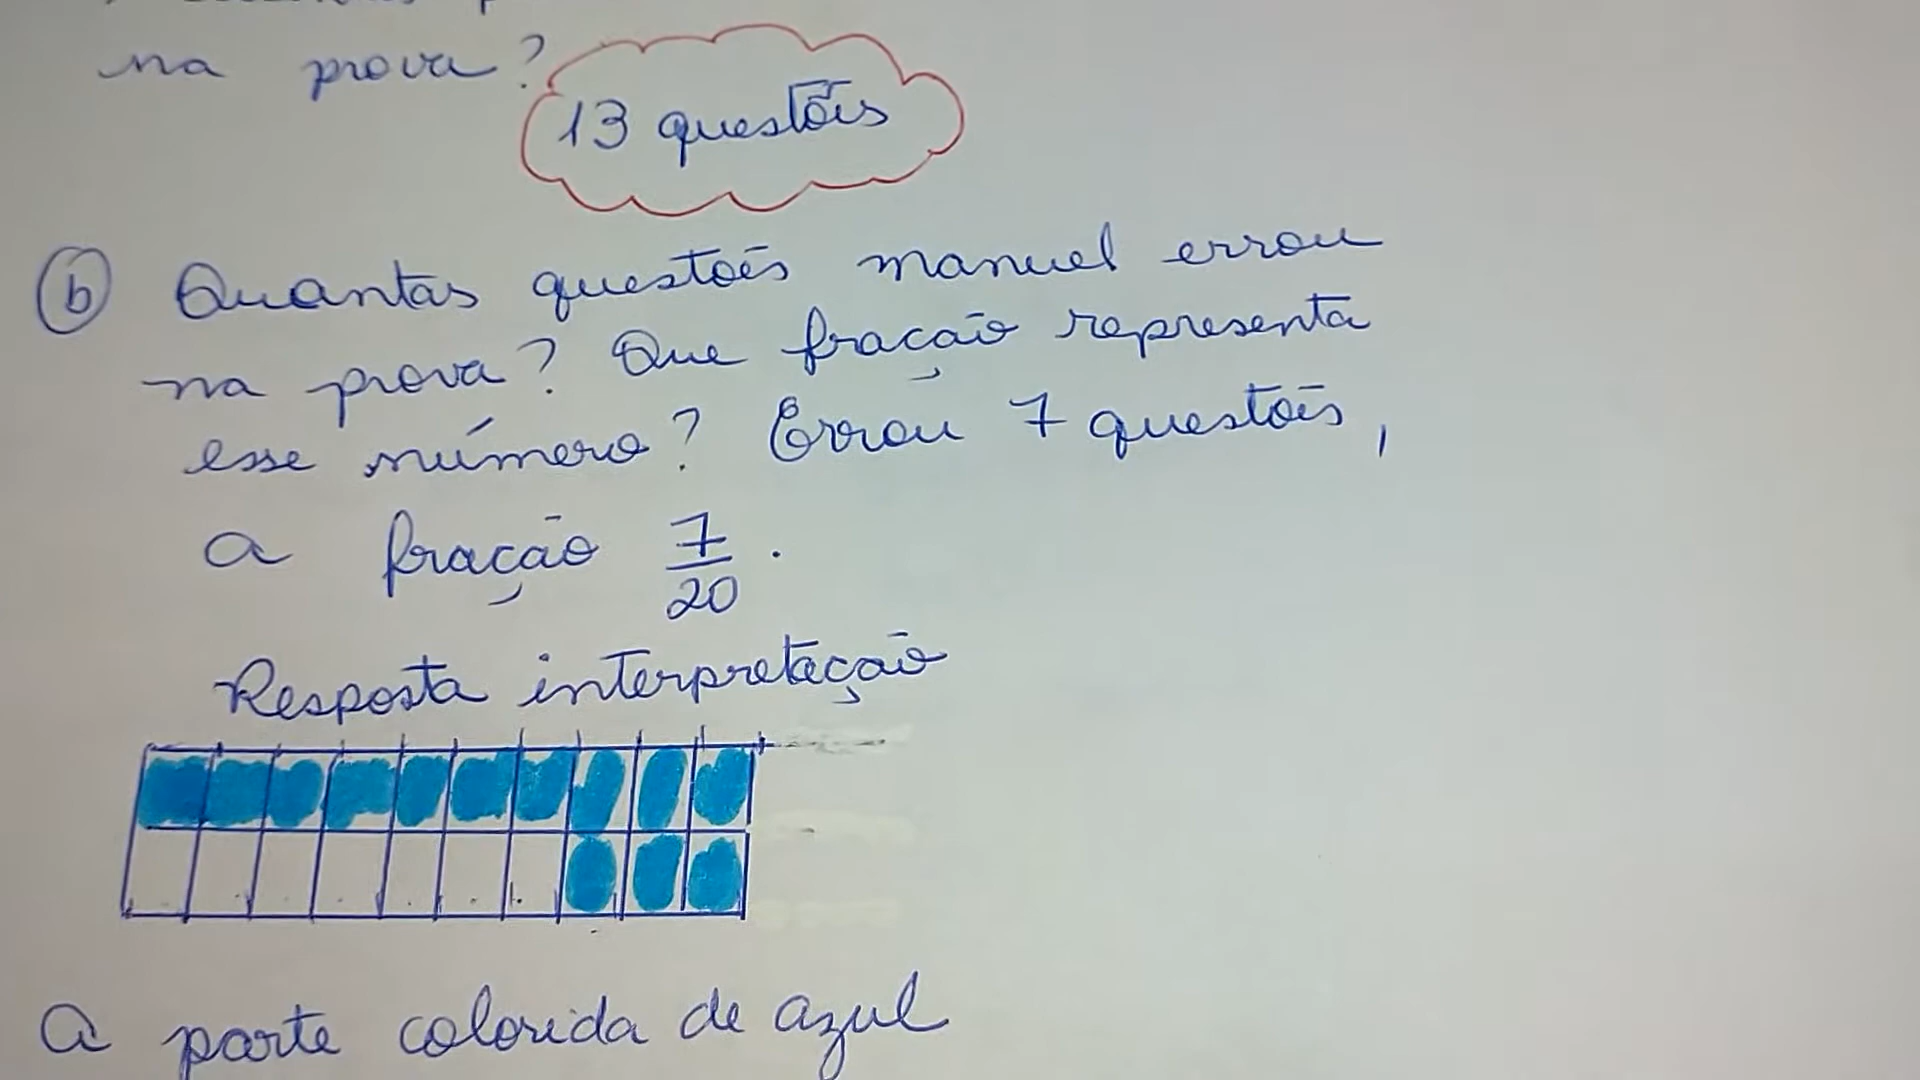 na prova?
13 questões
b Quantas questões manuel errou
na prova? Que fração representa
esse número? Errou 7 questões,
a fração 7/20.
Resposta interpretação
a parte colorida de azul